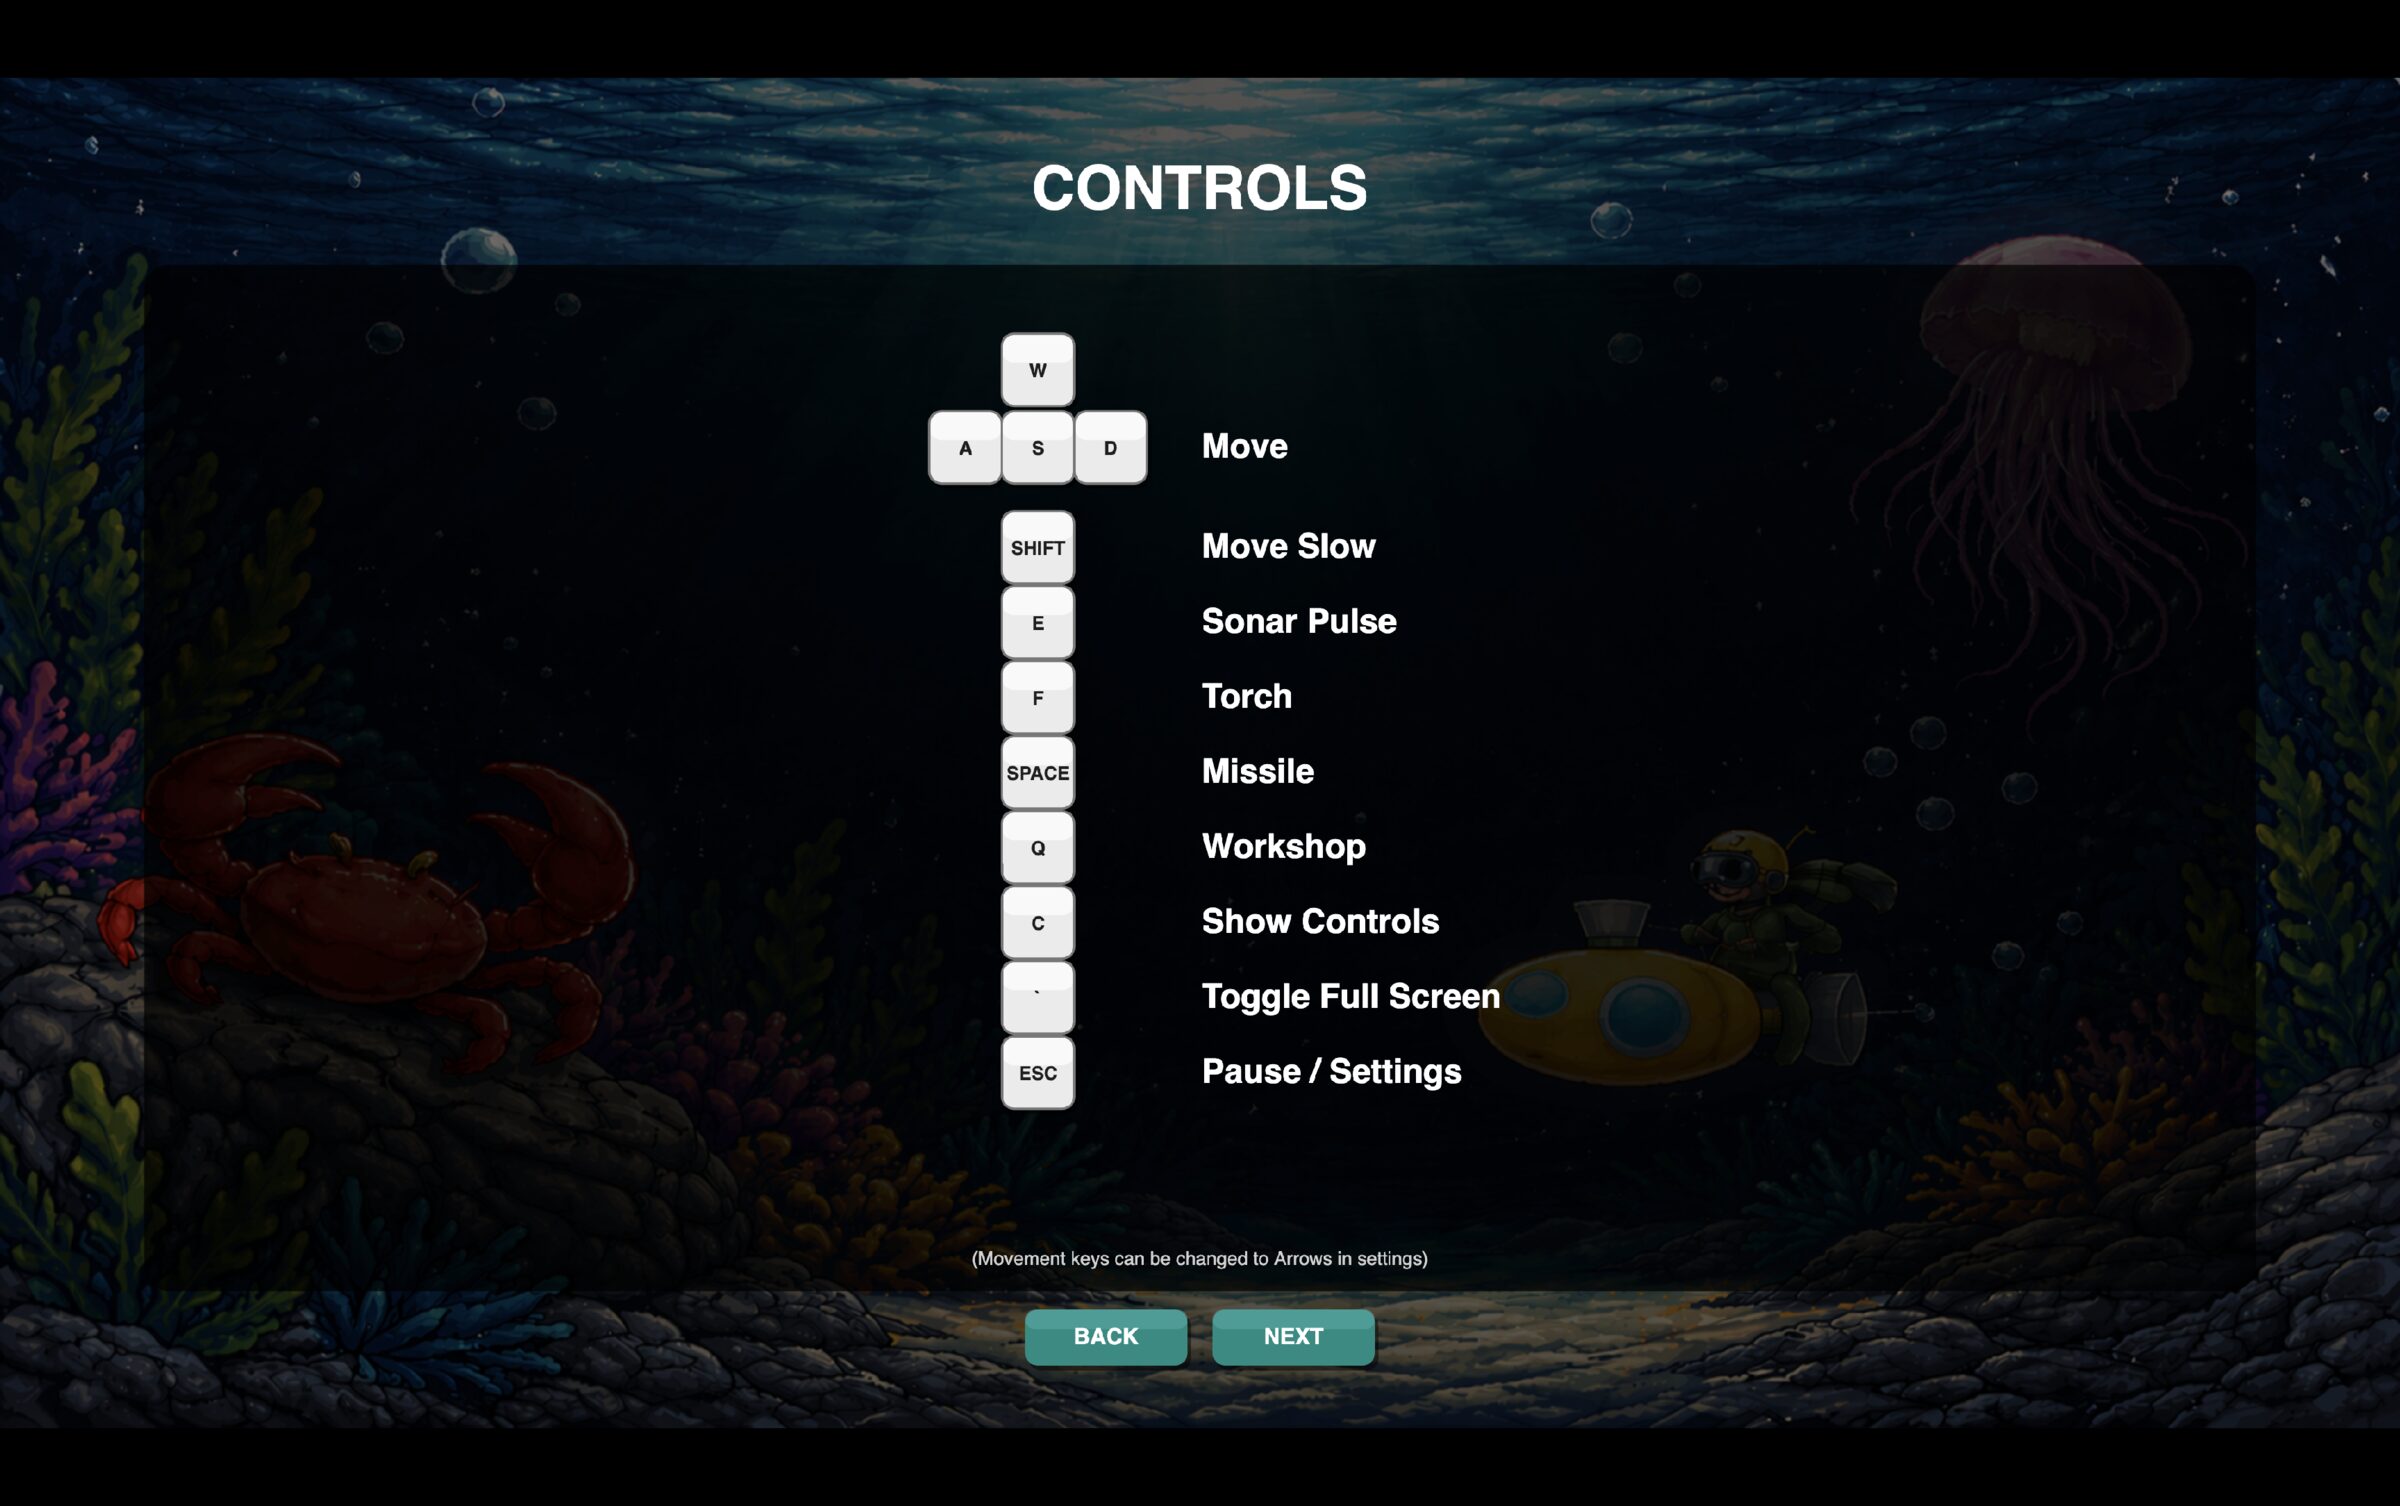 CONTROLS
W
A S D Move
SHIFT Move Slow
E Sonar Pulse
F Torch
SPACE Missile
Q Workshop
C Show Controls
` Toggle Full Screen
ESC Pause / Settings
(Movement keys can be changed to Arrows in settings)
BACK NEXT